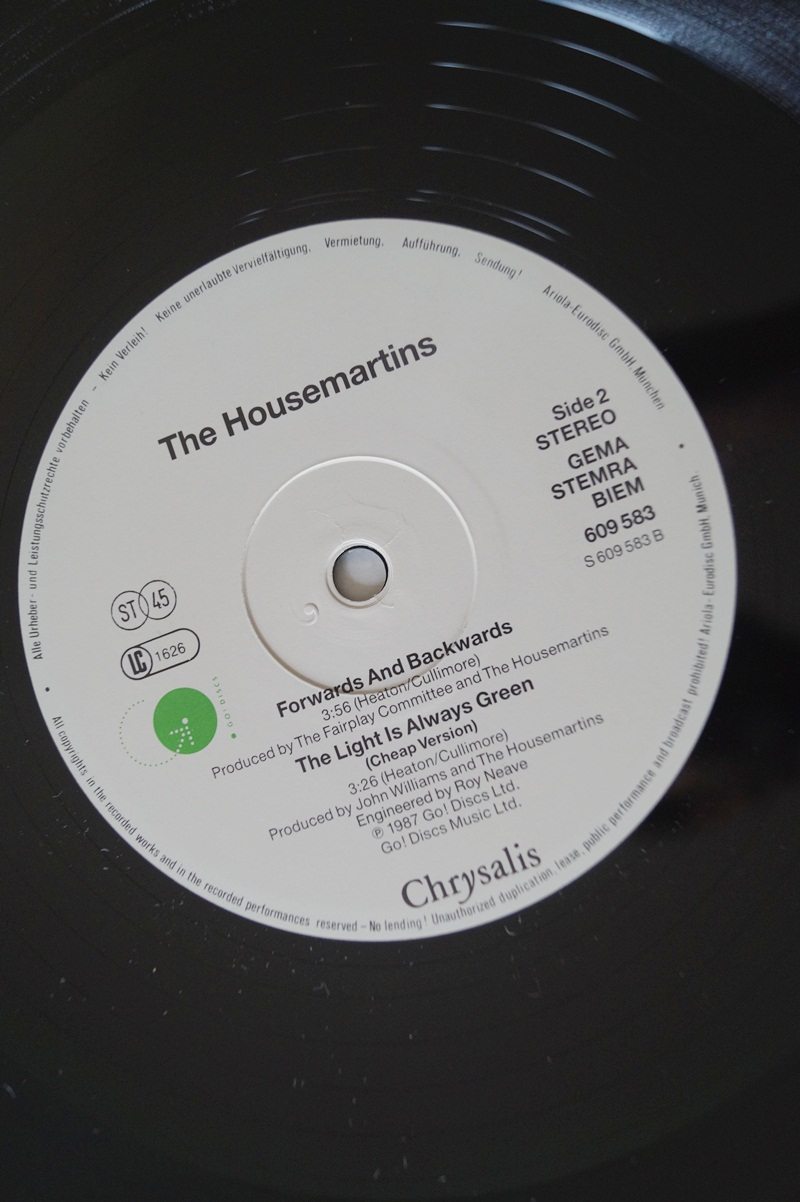 Alle Urheber- und Leistungsschutzrechte vorbehalten – Kein Verleih! Keine unerlaubte Vervielfältigung, Vermietung, Aufführung, Sendung! Ariola-Eurodisc GmbH, München.
The Housemartins
Side 2
STEREO
GEMA
STEMRA
BIEM
609 583
S 609 583 B
ST 45
LC 1626
GO! DISCS
Forwards And Backwards
3:56 (Heaton/Cullimore)
Produced by The Fairplay Committee and The Housemartins
The Light Is Always Green
(Cheap Version)
3:26 (Heaton/Cullimore)
Produced by John Williams and The Housemartins
Engineered by Roy Neave
℗ 1987 Go! Discs Ltd.
Go! Discs Music Ltd.
Chrysalis
All copyrights in the recorded works and in the recorded performances reserved – No lending! Unauthorized duplication, lease, public performance and broadcast prohibited! Ariola-Eurodisc GmbH, Munich.